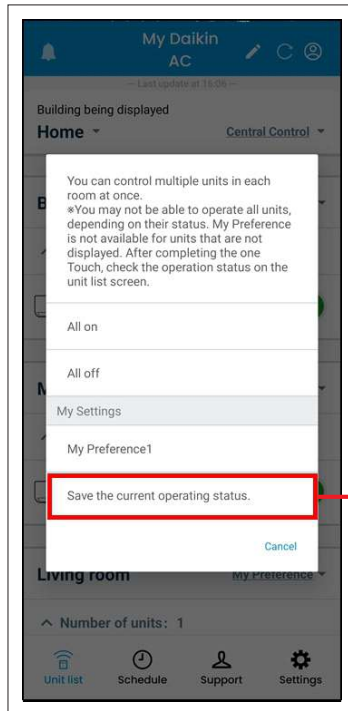 My Daikin
AC
-- Last update at 16:06 --
Building being displayed
Home
Central Control
B
You can control multiple units in each
room at once.
*You may not be able to operate all units,
depending on their status. My Preference
is not available for units that are not
displayed. After completing the one
Touch, check the operation status on the
unit list screen.
All on
All off
M
My Settings
My Preference1
Save the current operating status.
Cancel
Living room
My Preference
Number of units: 1
Unit list
Schedule
Support
Settings